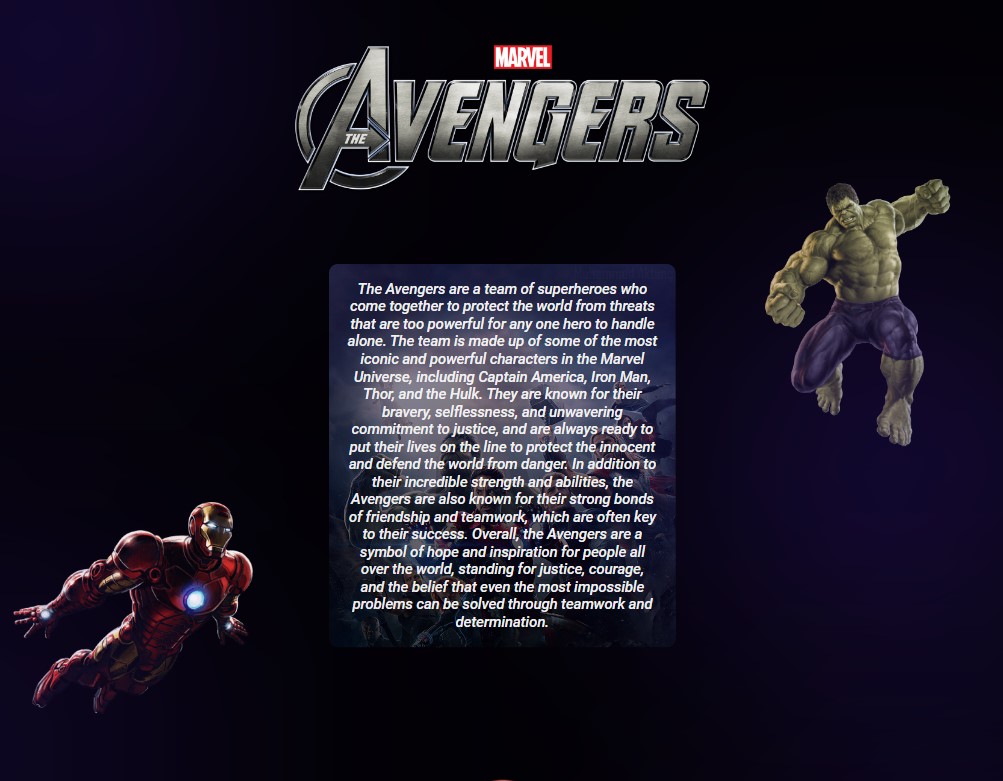 MARVEL
THE AVENGERS
The Avengers are a team of superheroes who
come together to protect the world from threats
that are too powerful for any one hero to handle
alone. The team is made up of some of the most
iconic and powerful characters in the Marvel
Universe, including Captain America, Iron Man,
Thor, and the Hulk. They are known for their
bravery, selflessness, and unwavering
commitment to justice, and are always ready to
put their lives on the line to protect the innocent
and defend the world from danger. In addition to
their incredible strength and abilities, the
Avengers are also known for their strong bonds
of friendship and teamwork, which are often key
to their success. Overall, the Avengers are a
symbol of hope and inspiration for people all
over the world, standing for justice, courage,
and the belief that even the most impossible
problems can be solved through teamwork and
determination.